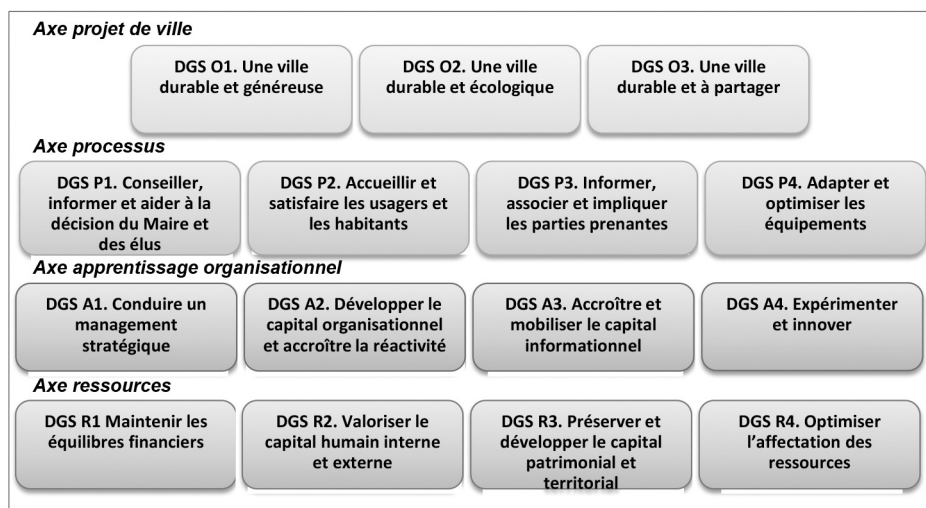 Axe projet de ville
DGS O1. Une ville
durable et généreuse
DGS O2. Une ville
durable et écologique
DGS O3. Une ville
durable et à partager
Axe processus
DGS P1. Conseiller,
informer et aider à la
décision du Maire et
des élus
DGS P2. Accueillir et
satisfaire les usagers et
les habitants
DGS P3. Informer,
associer et impliquer
les parties prenantes
DGS P4. Adapter et
optimiser les
équipements
Axe apprentissage organisationnel
DGS A1. Conduire un
management
stratégique
DGS A2. Développer le
capital organisationnel
et accroître la réactivité
DGS A3. Accroître et
mobiliser le capital
informationnel
DGS A4. Expérimenter
et innover
Axe ressources
DGS R1 Maintenir les
équilibres financiers
DGS R2. Valoriser le
capital humain interne
et externe
DGS R3. Préserver et
développer le capital
patrimonial et
territorial
DGS R4. Optimiser
l'affectation des
ressources